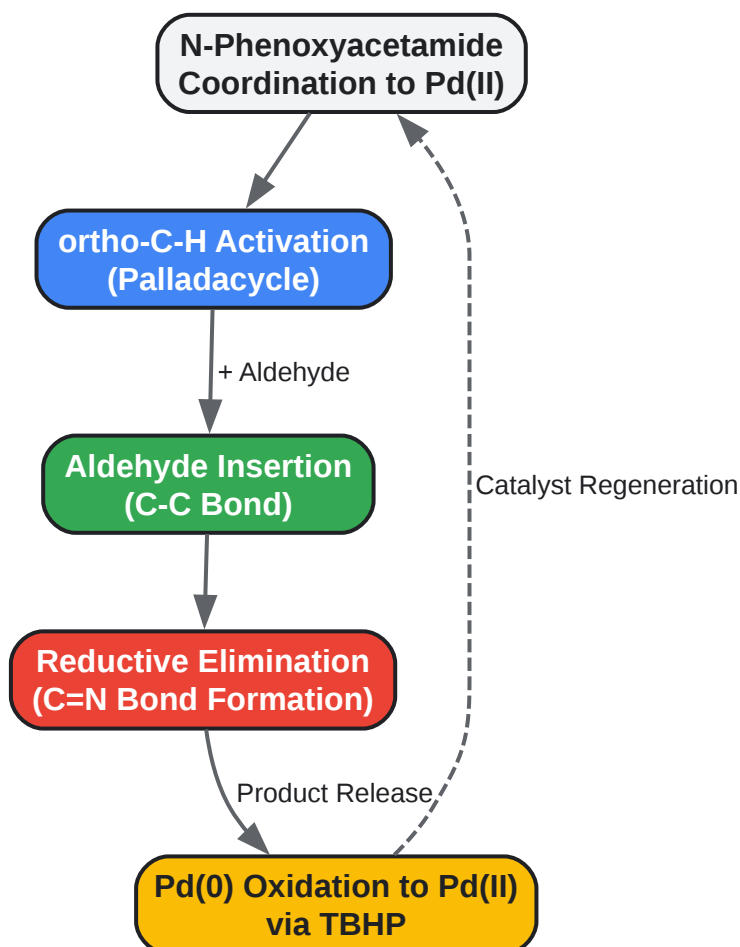 N-Phenoxyacetamide
Coordination to Pd(II)
ortho-C-H Activation
(Palladacycle)
+ Aldehyde
Aldehyde Insertion
(C-C Bond)
Catalyst Regeneration
Reductive Elimination
(C=N Bond Formation)
Product Release
Pd(0) Oxidation to Pd(II)
via TBHP